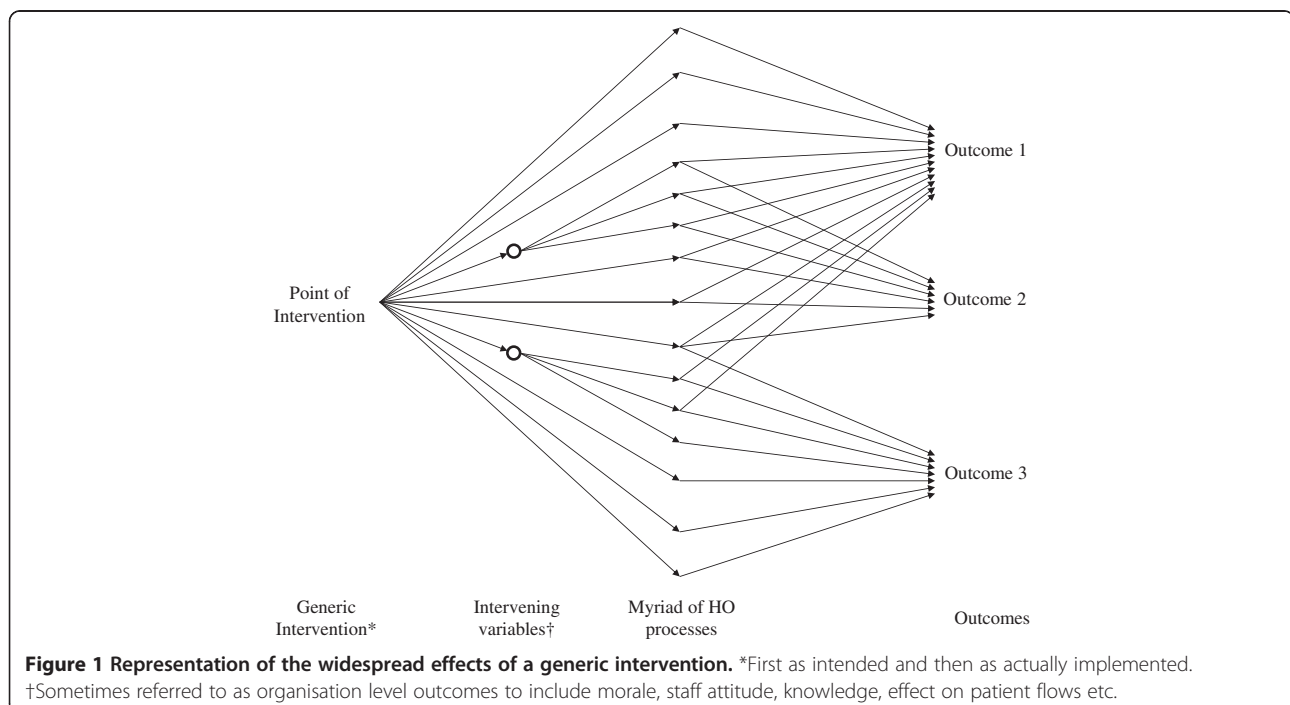 Outcome 1
Point of
Intervention
Outcome 2
Outcome 3
Generic
Intervention*
Intervening
variables†
Myriad of HO
processes
Outcomes
Figure 1 Representation of the widespread effects of a generic intervention. *First as intended and then as actually implemented.
†Sometimes referred to as organisation level outcomes to include morale, staff attitude, knowledge, effect on patient flows etc.